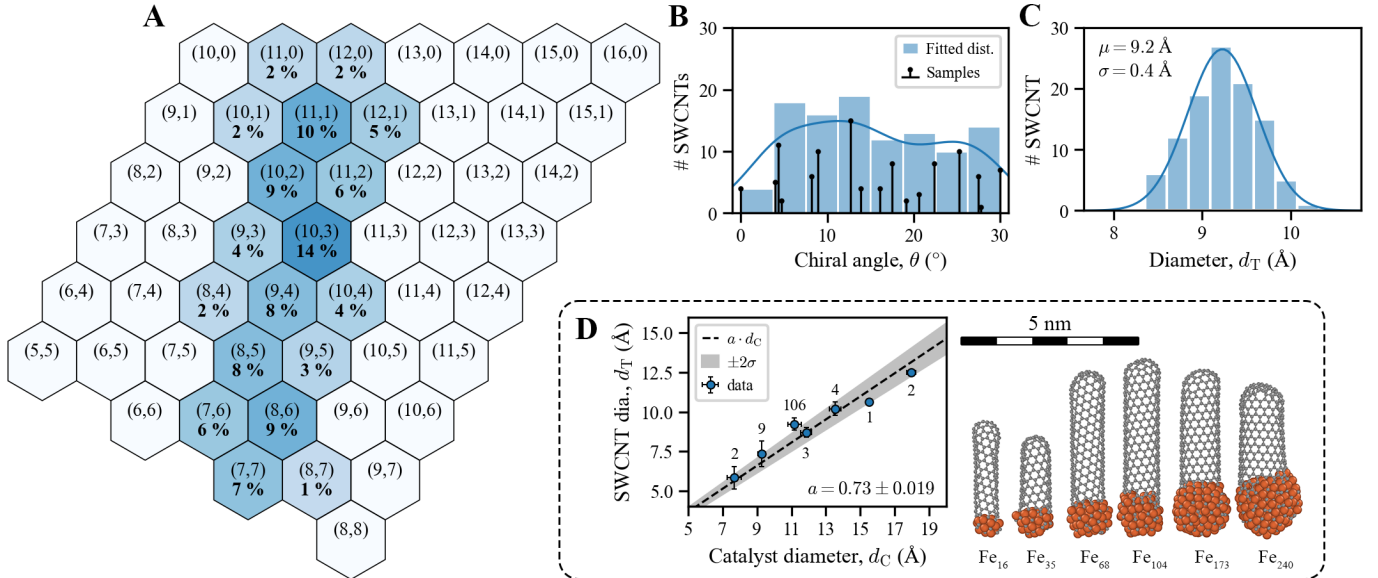 A
(10,0) (11,0) (12,0) (13,0) (14,0) (15,0) (16,0)
2 % 2 %
(9,1) (10,1) (11,1) (12,1) (13,1) (14,1) (15,1)
2 % 10 % 5 %
(8,2) (9,2) (10,2) (11,2) (12,2) (13,2) (14,2)
9 % 6 %
(7,3) (8,3) (9,3) (10,3) (11,3) (12,3) (13,3)
4 % 14 %
(6,4) (7,4) (8,4) (9,4) (10,4) (11,4) (12,4)
2 % 8 % 4 %
(5,5) (6,5) (7,5) (8,5) (9,5) (10,5) (11,5)
8 % 3 %
(6,6) (7,6) (8,6) (9,6) (10,6)
6 % 9 %
(7,7) (8,7) (9,7)
7 % 1 %
(8,8)
B
# SWCNTs
30
20
10
0
Fitted dist.
Samples
0 10 20 30
Chiral angle, θ (°)
C
# SWCNT
30
20
10
0
μ = 9.2 Å
σ = 0.4 Å
8 9 10
Diameter, d_T (Å)
D
SWCNT dia., d_T (Å)
15.0
12.5
10.0
7.5
5.0
a · d_C
±2σ
data
2 9 106 3 4 1 2
a = 0.73 ± 0.019
5 7 9 11 13 15 17 19
Catalyst diameter, d_C (Å)
5 nm
Fe₁₆ Fe₃₅ Fe₆₈ Fe₁₀₄ Fe₁₇₃ Fe₂₄₀